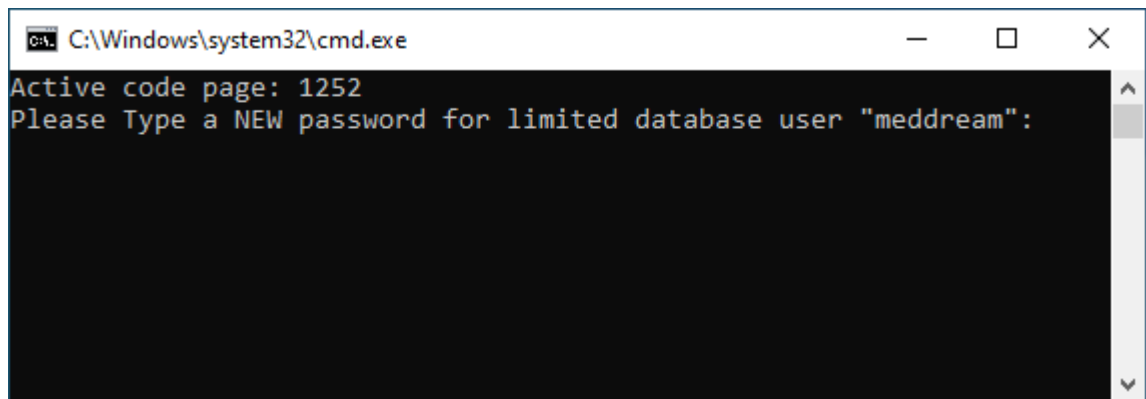 C:\Windows\system32\cmd.exe
Active code page: 1252
Please Type a NEW password for limited database user "meddream":